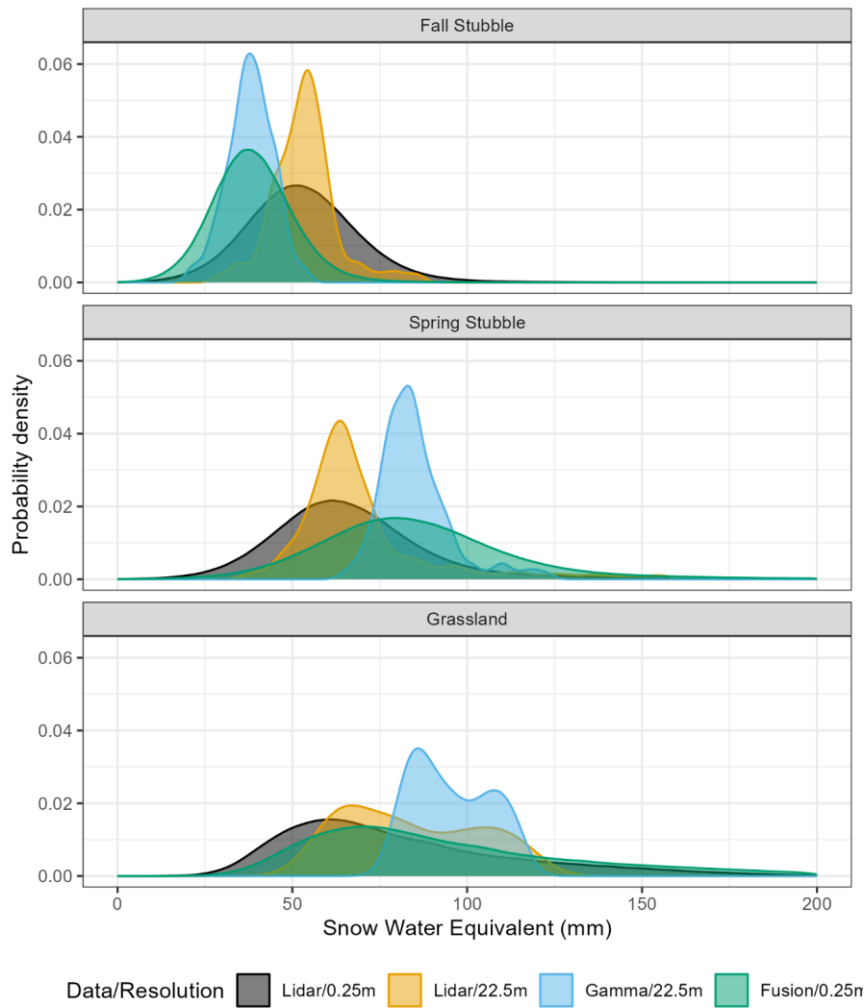 Fall Stubble
0.06
0.04
0.02
0.00
Spring Stubble
0.06
0.04
0.02
0.00
Probability density
Grassland
0.06
0.04
0.02
0.00
0 50 100 150 200
Snow Water Equivalent (mm)
Data/Resolution Lidar/0.25m Lidar/22.5m Gamma/22.5m Fusion/0.25m